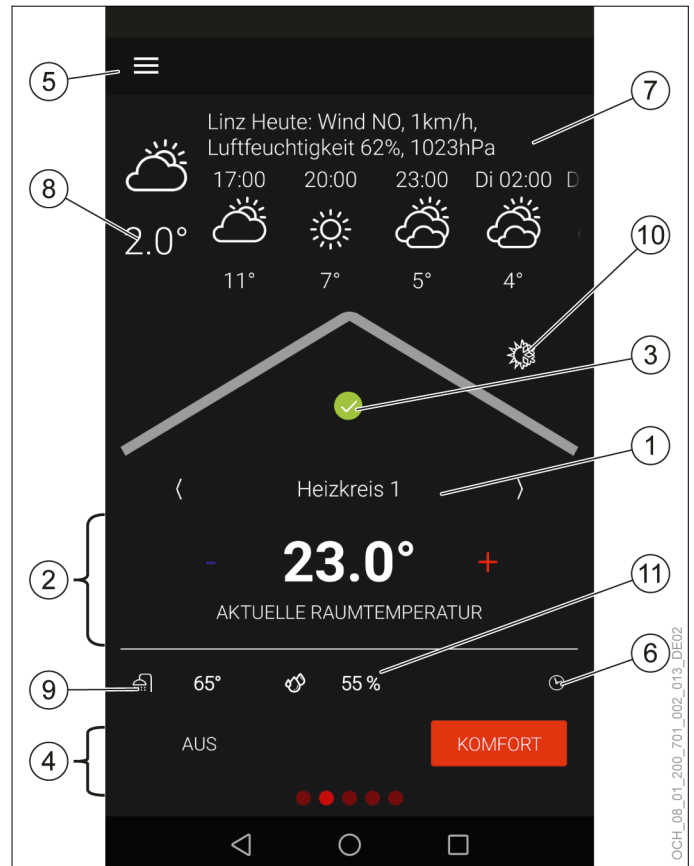 5
Linz Heute: Wind NO, 1km/h,
Luftfeuchtigkeit 62%, 1023hPa
7
17:00 20:00 23:00 Di 02:00 D
8
2.0°
11° 7° 5° 4°
10
3
1
Heizkreis 1
2
- 23.0° +
AKTUELLE RAUMTEMPERATUR
11
6
9
65° 55 %
4
AUS KOMFORT
OCH_08_01_200_701_002_013_DE02